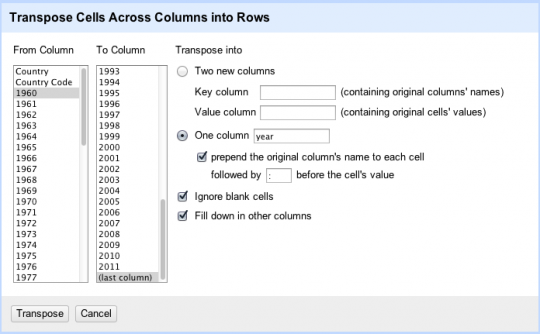 Transpose Cells Across Columns into Rows
From Column
To Column
Transpose into
Country
Country Code
1960
1961
1962
1963
1964
1965
1966
1967
1968
1969
1970
1971
1972
1973
1974
1975
1976
1977
1993
1994
1995
1996
1997
1998
1999
2000
2001
2002
2003
2004
2005
2006
2007
2008
2009
2010
2011
(last column)
Two new columns
Key column (containing original columns' names)
Value column (containing original cells' values)
One column year
prepend the original column's name to each cell
followed by : before the cell's value
Ignore blank cells
Fill down in other columns
Transpose Cancel